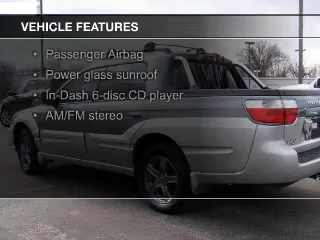 VEHICLE FEATURES
• Passenger Airbag
• Power glass sunroof
• In-Dash 6-disc CD player
• AM/FM stereo